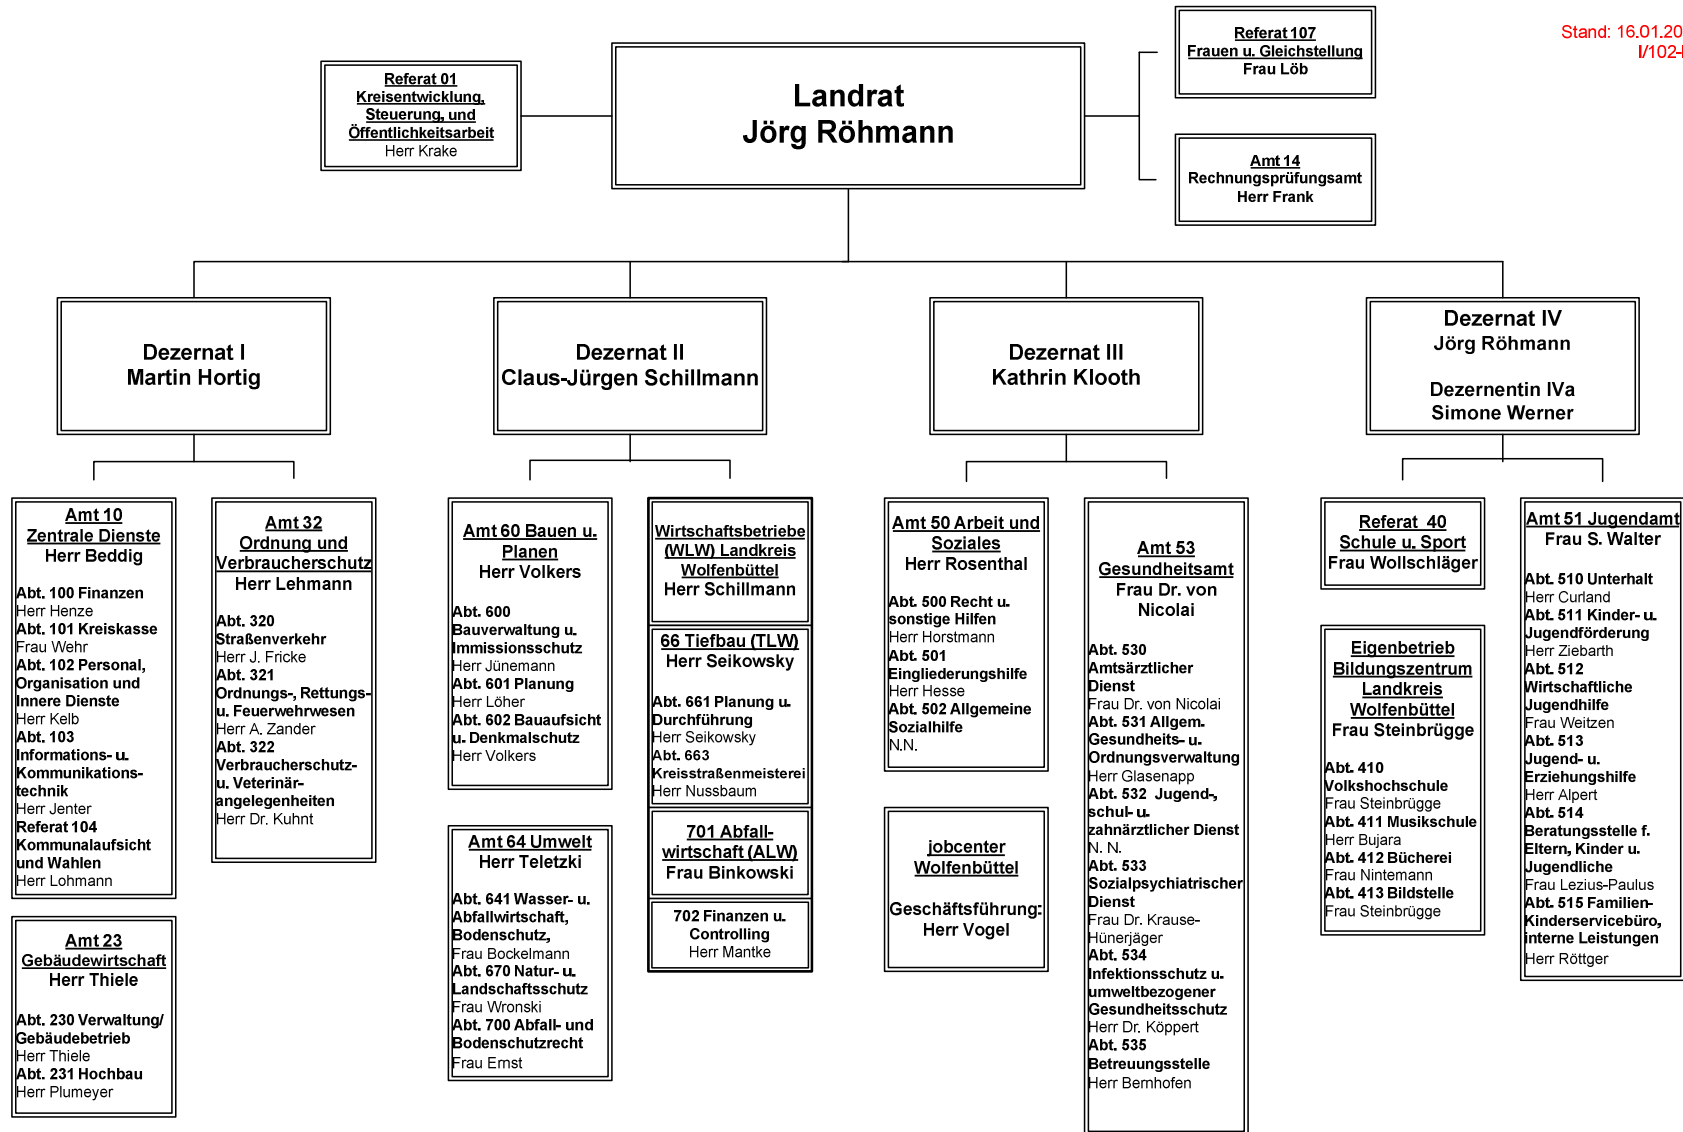 Referat 107
Frauen u. Gleichstellung
Frau Löb
Stand: 16.01.20
I/102-
Referat 01
Kreisentwicklung,
Steuerung, und
Öffentlichkeitsarbeit
Herr Krake
Landrat
Jörg Röhmann
Amt 14
Rechnungsprüfungsamt
Herr Frank
Dezernat I
Martin Hortig
Dezernat II
Claus-Jürgen Schillmann
Dezernat III
Kathrin Klooth
Dezernat IV
Jörg Röhmann
Dezernentin IVa
Simone Werner
Amt 10
Zentrale Dienste
Herr Beddig
Abt. 100 Finanzen
Herr Henze
Abt. 101 Kreiskasse
Frau Wehr
Abt. 102 Personal,
Organisation und
Innere Dienste
Herr Kelb
Abt. 103
Informations- u.
Kommunikations-
technik
Herr Jenter
Referat 104
Kommunalaufsicht
und Wahlen
Herr Lohmann
Amt 23
Gebäudewirtschaft
Herr Thiele
Abt. 230 Verwaltung/
Gebäudebetrieb
Herr Thiele
Abt. 231 Hochbau
Herr Plumeyer
Amt 32
Ordnung und
Verbraucherschutz
Herr Lehmann
Abt. 320
Straßenverkehr
Herr J. Fricke
Abt. 321
Ordnungs-, Rettungs-
u. Feuerwehrwesen
Herr A. Zander
Abt. 322
Verbraucherschutz-
u. Veterinär-
angelegenheiten
Herr Dr. Kuhnt
Amt 60 Bauen u.
Planen
Herr Volkers
Abt. 600
Bauverwaltung u.
Immissionsschutz
Herr Jünemann
Abt. 601 Planung
Herr Löher
Abt. 602 Bauaufsicht
u. Denkmalschutz
Herr Volkers
Amt 64 Umwelt
Herr Teletzki
Abt. 641 Wasser- u.
Abfallwirtschaft,
Bodenschutz,
Frau Bockelmann
Abt. 670 Natur- u.
Landschaftsschutz
Frau Wronski
Abt. 700 Abfall- und
Bodenschutzrecht
Frau Ernst
Wirtschaftsbetriebe
(WLW) Landkreis
Wolfenbüttel
Herr Schillmann
66 Tiefbau (TLW)
Herr Seikowsky
Abt. 661 Planung u.
Durchführung
Herr Seikowsky
Abt. 663
Kreisstraßenmeisterei
Herr Nussbaum
701 Abfall-
wirtschaft (ALW)
Frau Binkowski
702 Finanzen u.
Controlling
Herr Mantke
Amt 50 Arbeit und
Soziales
Herr Rosenthal
Abt. 500 Recht u.
sonstige Hilfen
Herr Horstmann
Abt. 501
Eingliederungshilfe
Herr Hesse
Abt. 502 Allgemeine
Sozialhilfe
N.N.
jobcenter
Wolfenbüttel
Geschäftsführung:
Herr Vogel
Amt 53
Gesundheitsamt
Frau Dr. von
Nicolai
Abt. 530
Amtsärztlicher
Dienst
Frau Dr. von Nicolai
Abt. 531 Allgem.
Gesundheits- u.
Ordnungsverwaltung
Herr Glasenapp
Abt. 532 Jugend-,
schul- u.
zahnärztlicher Dienst
N. N.
Abt. 533
Sozialpsychiatrischer
Dienst
Frau Dr. Krause-
Hünerjäger
Abt. 534
Infektionsschutz u.
umweltbezogener
Gesundheitsschutz
Herr Dr. Köppert
Abt. 535
Betreuungsstelle
Herr Bernhofen
Referat 40
Schule u. Sport
Frau Wollschläger
Eigenbetrieb
Bildungszentrum
Landkreis
Wolfenbüttel
Frau Steinbrügge
Abt. 410
Volkshochschule
Frau Steinbrügge
Abt. 411 Musikschule
Herr Bujara
Abt. 412 Bücherei
Frau Nintemann
Abt. 413 Bildstelle
Frau Steinbrügge
Amt 51 Jugendamt
Frau S. Walter
Abt. 510 Unterhalt
Herr Curland
Abt. 511 Kinder- u.
Jugendförderung
Herr Ziebarth
Abt. 512
Wirtschaftliche
Jugendhilfe
Frau Weitzen
Abt. 513
Jugend- u.
Erziehungshilfe
Herr Alpert
Abt. 514
Beratungsstelle f.
Eltern, Kinder u.
Jugendliche
Frau Lezius-Paulus
Abt. 515 Familien-
Kinderservicebüro,
interne Leistungen
Herr Röttger